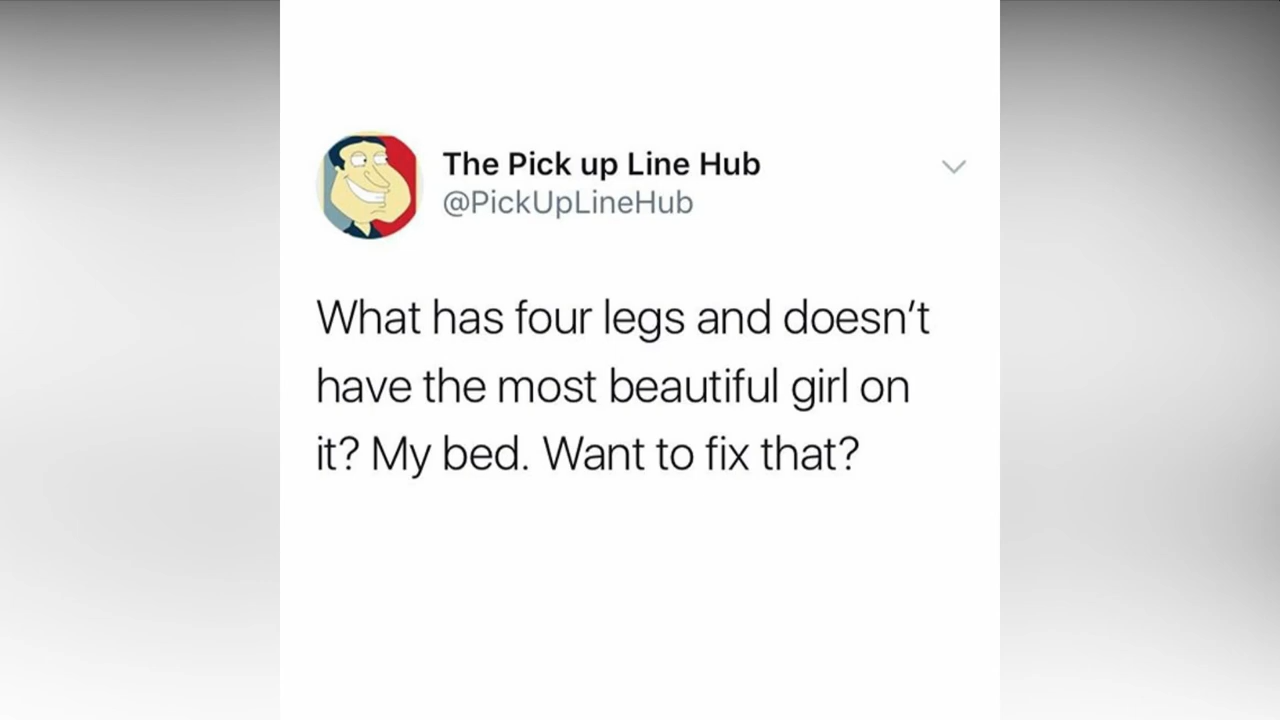 The Pick up Line Hub
@PickUpLineHub
What has four legs and doesn’t
have the most beautiful girl on
it? My bed. Want to fix that?